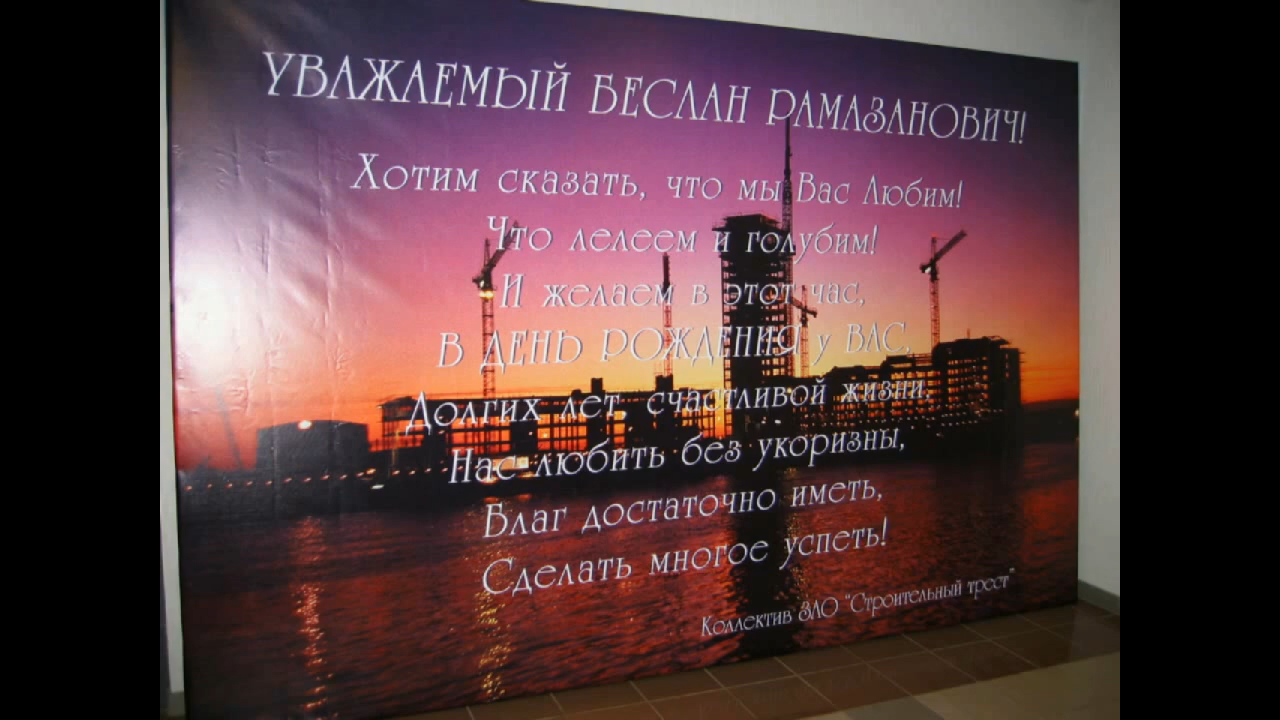 УВАЖАЕМЫЙ БЕСЛАН РАМАЗАНОВИЧ!
Хотим сказать, что мы Вас Любим!
Что лелеем и голубим!
И желаем в этот час,
В ДЕНЬ РОЖДЕНИЯ у ВАС,
Долгих лет, счастливой жизни,
Нас любить без укоризны,
Благ достаточно иметь,
Сделать многое успеть!
Коллектив ЗАО "Строительный трест"